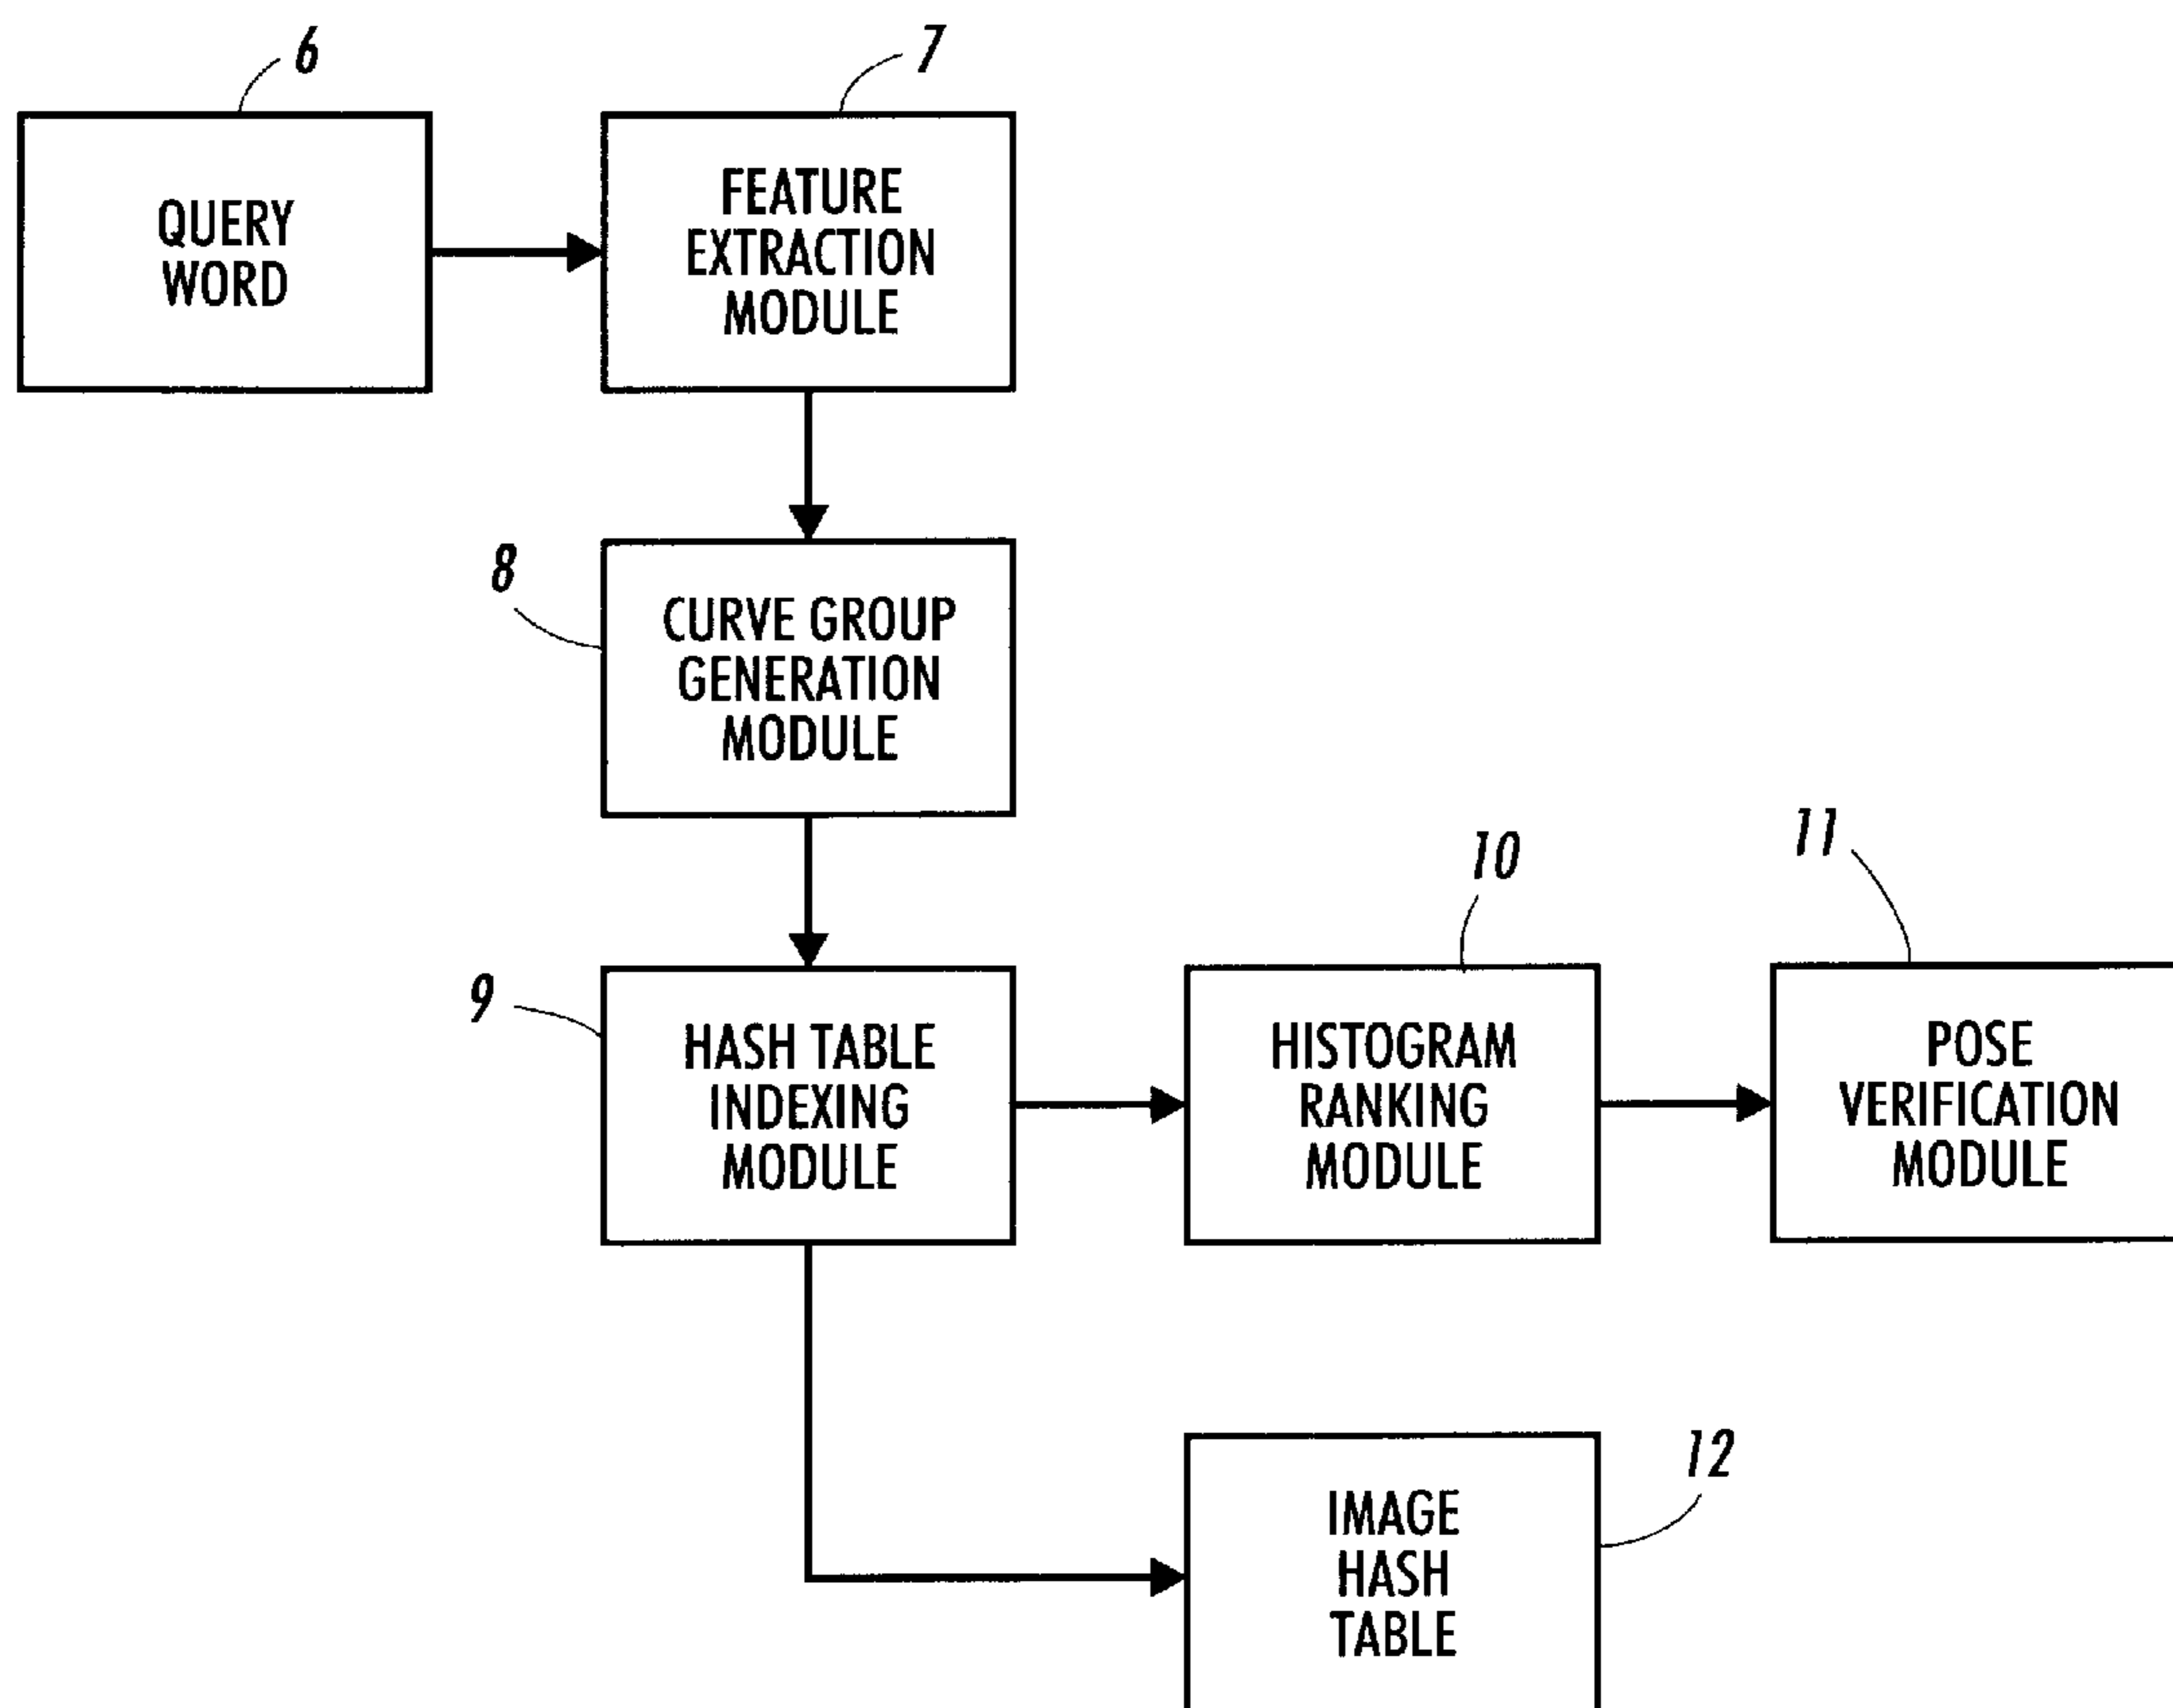 6
7
QUERY
WORD
FEATURE
EXTRACTION
MODULE
8
CURVE GROUP
GENERATION
MODULE
9
HASH TABLE
INDEXING
MODULE
10
HISTOGRAM
RANKING
MODULE
11
POSE
VERIFICATION
MODULE
12
IMAGE
HASH
TABLE